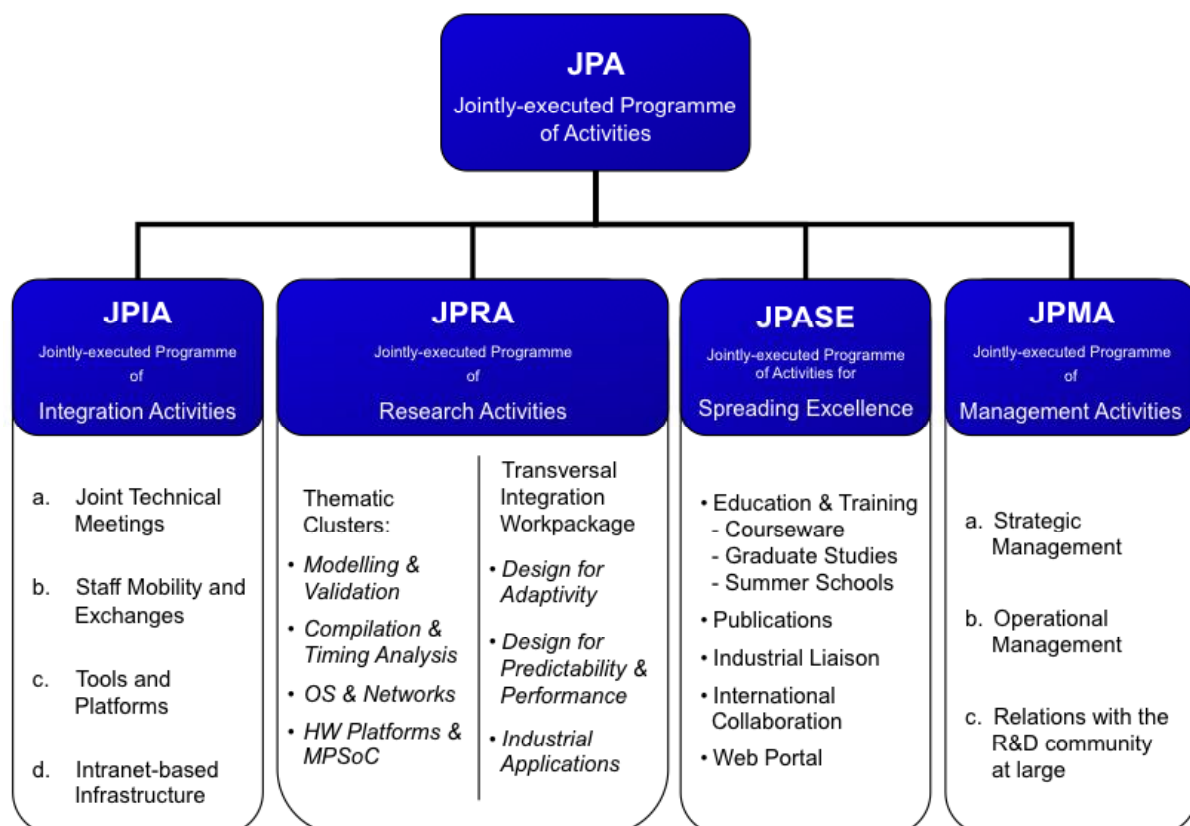 JPA
Jointly-executed Programme
of Activities
JPIA
Jointly-executed Programme
of
Integration Activities
a. Joint Technical
Meetings
b. Staff Mobility and
Exchanges
c. Tools and
Platforms
d. Intranet-based
Infrastructure
JPRA
Jointly-executed Programme
of
Research Activities
Thematic
Clusters:
• Modelling &
Validation
• Compilation &
Timing Analysis
• OS & Networks
• HW Platforms &
MPSoC
Transversal
Integration
Workpackage
• Design for
Adaptivity
• Design for
Predictability &
Performance
• Industrial
Applications
JPASE
Jointly-executed Programme
of Activities for
Spreading Excellence
• Education & Training
- Courseware
- Graduate Studies
- Summer Schools
• Publications
• Industrial Liaison
• International
Collaboration
• Web Portal
JPMA
Jointly-executed Programme
of
Management Activities
a. Strategic
Management
b. Operational
Management
c. Relations with the
R&D community
at large